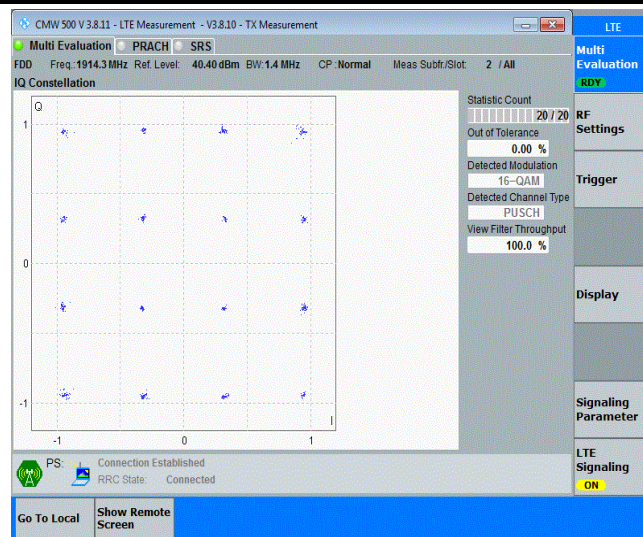 CMW 500 V 3.8.11 - LTE Measurement - V3.8.10 - TX Measurement
LTE
Multi Evaluation PRACH SRS
Multi
Evaluation
RDY
FDD Freq.:1914.3 MHz Ref. Level: 40.40 dBm BW:1.4 MHz CP :Normal Meas Subfr./Slot: 2 / All
IQ Constellation
Q
1
0
-1
-1 0 1
I
Statistic Count
20 / 20
Out of Tolerance
0.00 %
Detected Modulation
16-QAM
Detected Channel Type
PUSCH
View Filter Throughput
100.0 %
RF
Settings
Trigger
Display
Signaling
Parameter
LTE
Signaling
ON
PS: Connection Established
RRC State: Connected
Go To Local
Show Remote
Screen